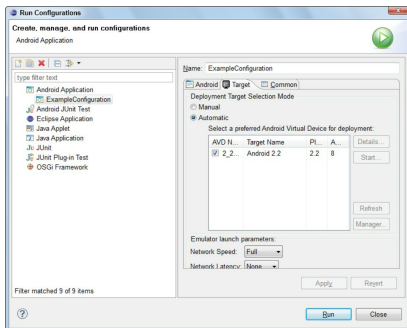 Run Configurations
Create, manage, and run configurations
Android Application
type filter text
Android Application
ExampleConfiguration
Android JUnit Test
Eclipse Application
Java Applet
Java Application
JUnit
JUnit Plug-in Test
OSGi Framework
Filter matched 9 of 9 items
Name: ExampleConfiguration
Android Target Common
Deployment Target Selection Mode
Manual
Automatic
Select a preferred Android Virtual Device for deployment:
AVD N... Target Name Pl... A...
2_2... Android 2.2 2.2 8
Details...
Start...
Refresh
Manager...
Emulator launch parameters:
Network Speed: Full
Network Latency: None
Apply Revert
Run Close